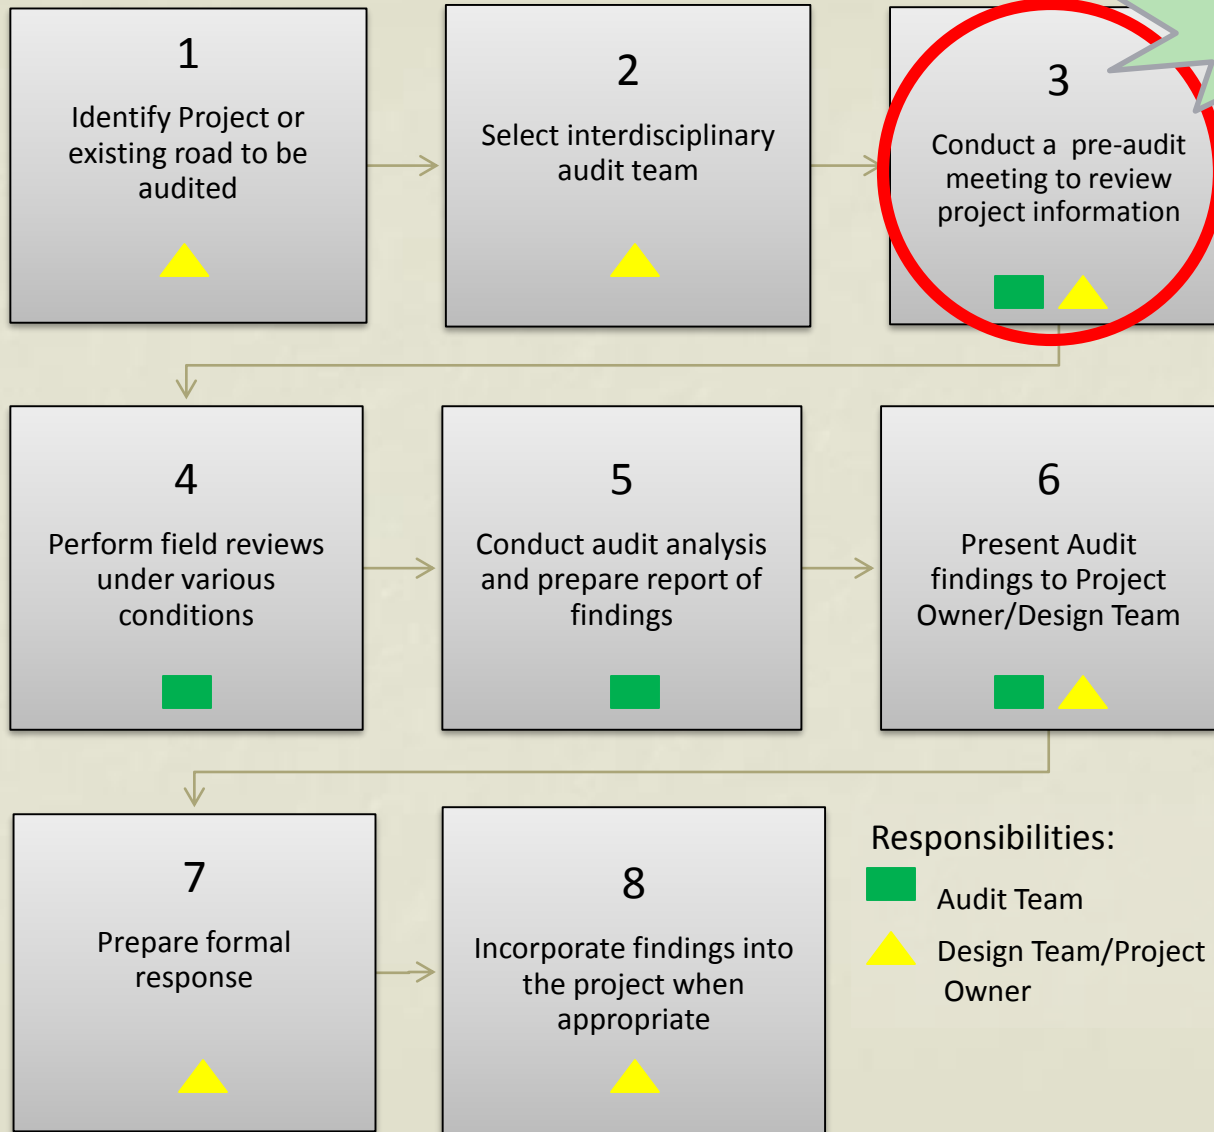 1
Identify Project or
existing road to be
audited
2
Select interdisciplinary
audit team
3
Conduct a  pre-audit
meeting to review
project information
4
Perform field reviews
under various
conditions
5
Conduct audit analysis
and prepare report of
findings
6
Present Audit
findings to Project
Owner/Design Team
7
Prepare formal
response
8
Incorporate findings into
the project when
appropriate
Responsibilities:
Audit Team
Design Team/Project
Owner